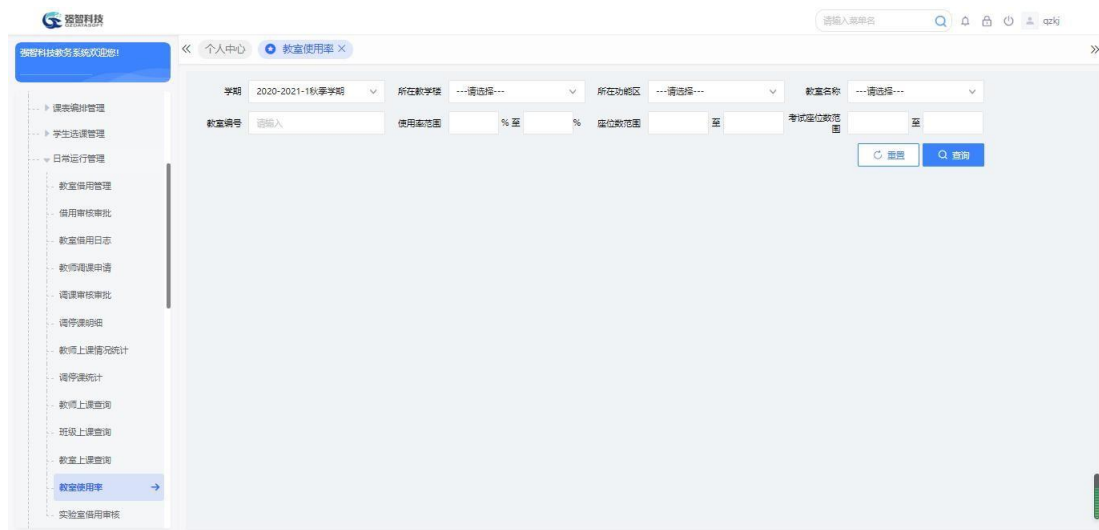 强智科技
QZDATASOFT
请输入菜单名
qzkj
强智科技教务系统欢迎您!
个人中心
教室使用率
学期
2020-2021-1秋季学期
所在教学楼
---请选择---
所在功能区
---请选择---
教室名称
---请选择---
教室编号
请输入
使用率范围
% 至
%
座位数范围
至
考试座位数范
围
至
重置
查询
课表编排管理
学生选课管理
日常运行管理
教室借用管理
借用审核审批
教室借用日志
教师调课申请
调课审核审批
调停课明细
教师上课情况统计
调停课统计
教师上课查询
班级上课查询
教室上课查询
教室使用率
实验室借用审核